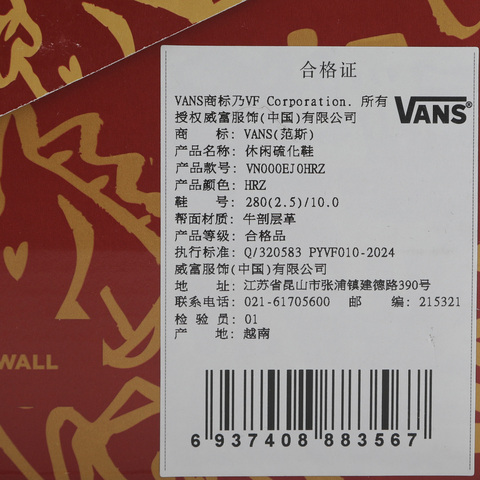 合格证
VANS商标乃VF Corporation. 所有
授权威富服饰(中国)有限公司
VANS®
商 标: VANS(范斯)
产品名称: 休闲硫化鞋
产品款号: VN000EJ0HRZ
产品颜色: HRZ
鞋 号: 280(2.5)/10.0
帮面材质: 牛剖层革
产品等级: 合格品
执行标准: Q/320583 PYVF010-2024
威富服饰(中国)有限公司
地 址: 江苏省昆山市张浦镇建德路390号
联系电话: 021-61705600 邮 编: 215321
检 验 员: 01
产 地: 越南
6 937408 883567
WALL